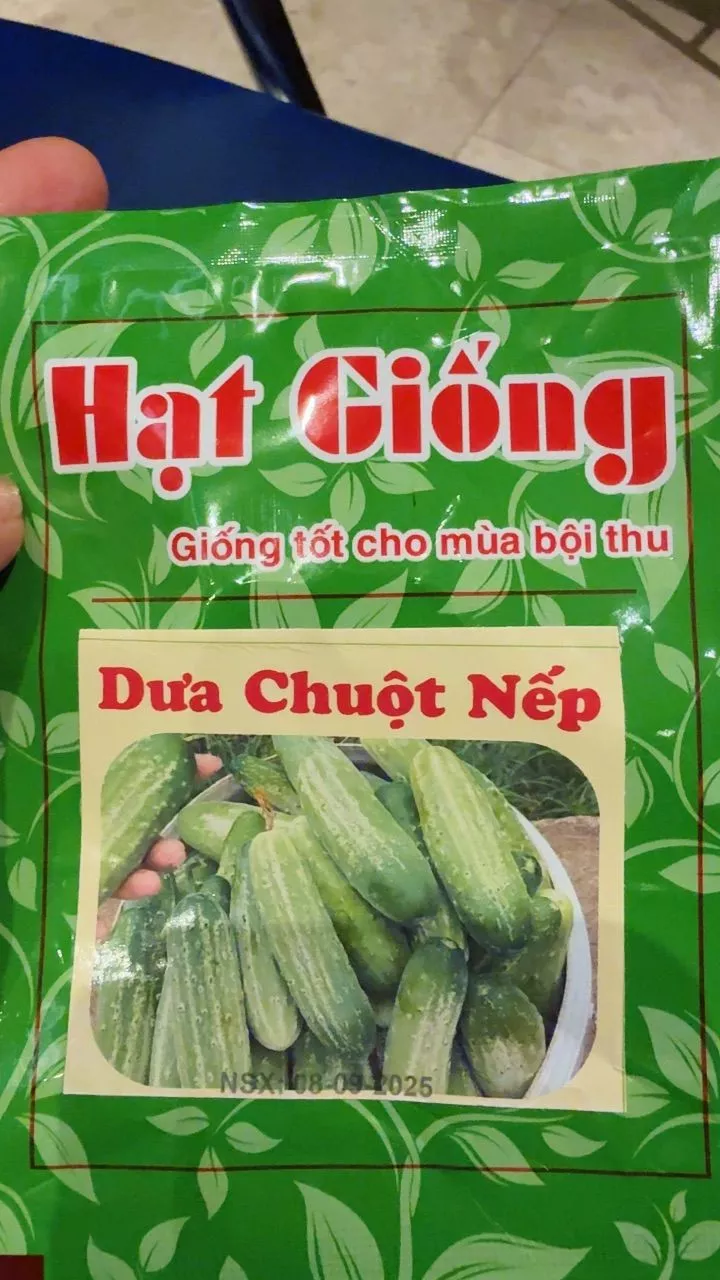 Hạt Giống
Giống tốt cho mùa bội thu
Dưa Chuột Nếp
NSX: 08-09-2025